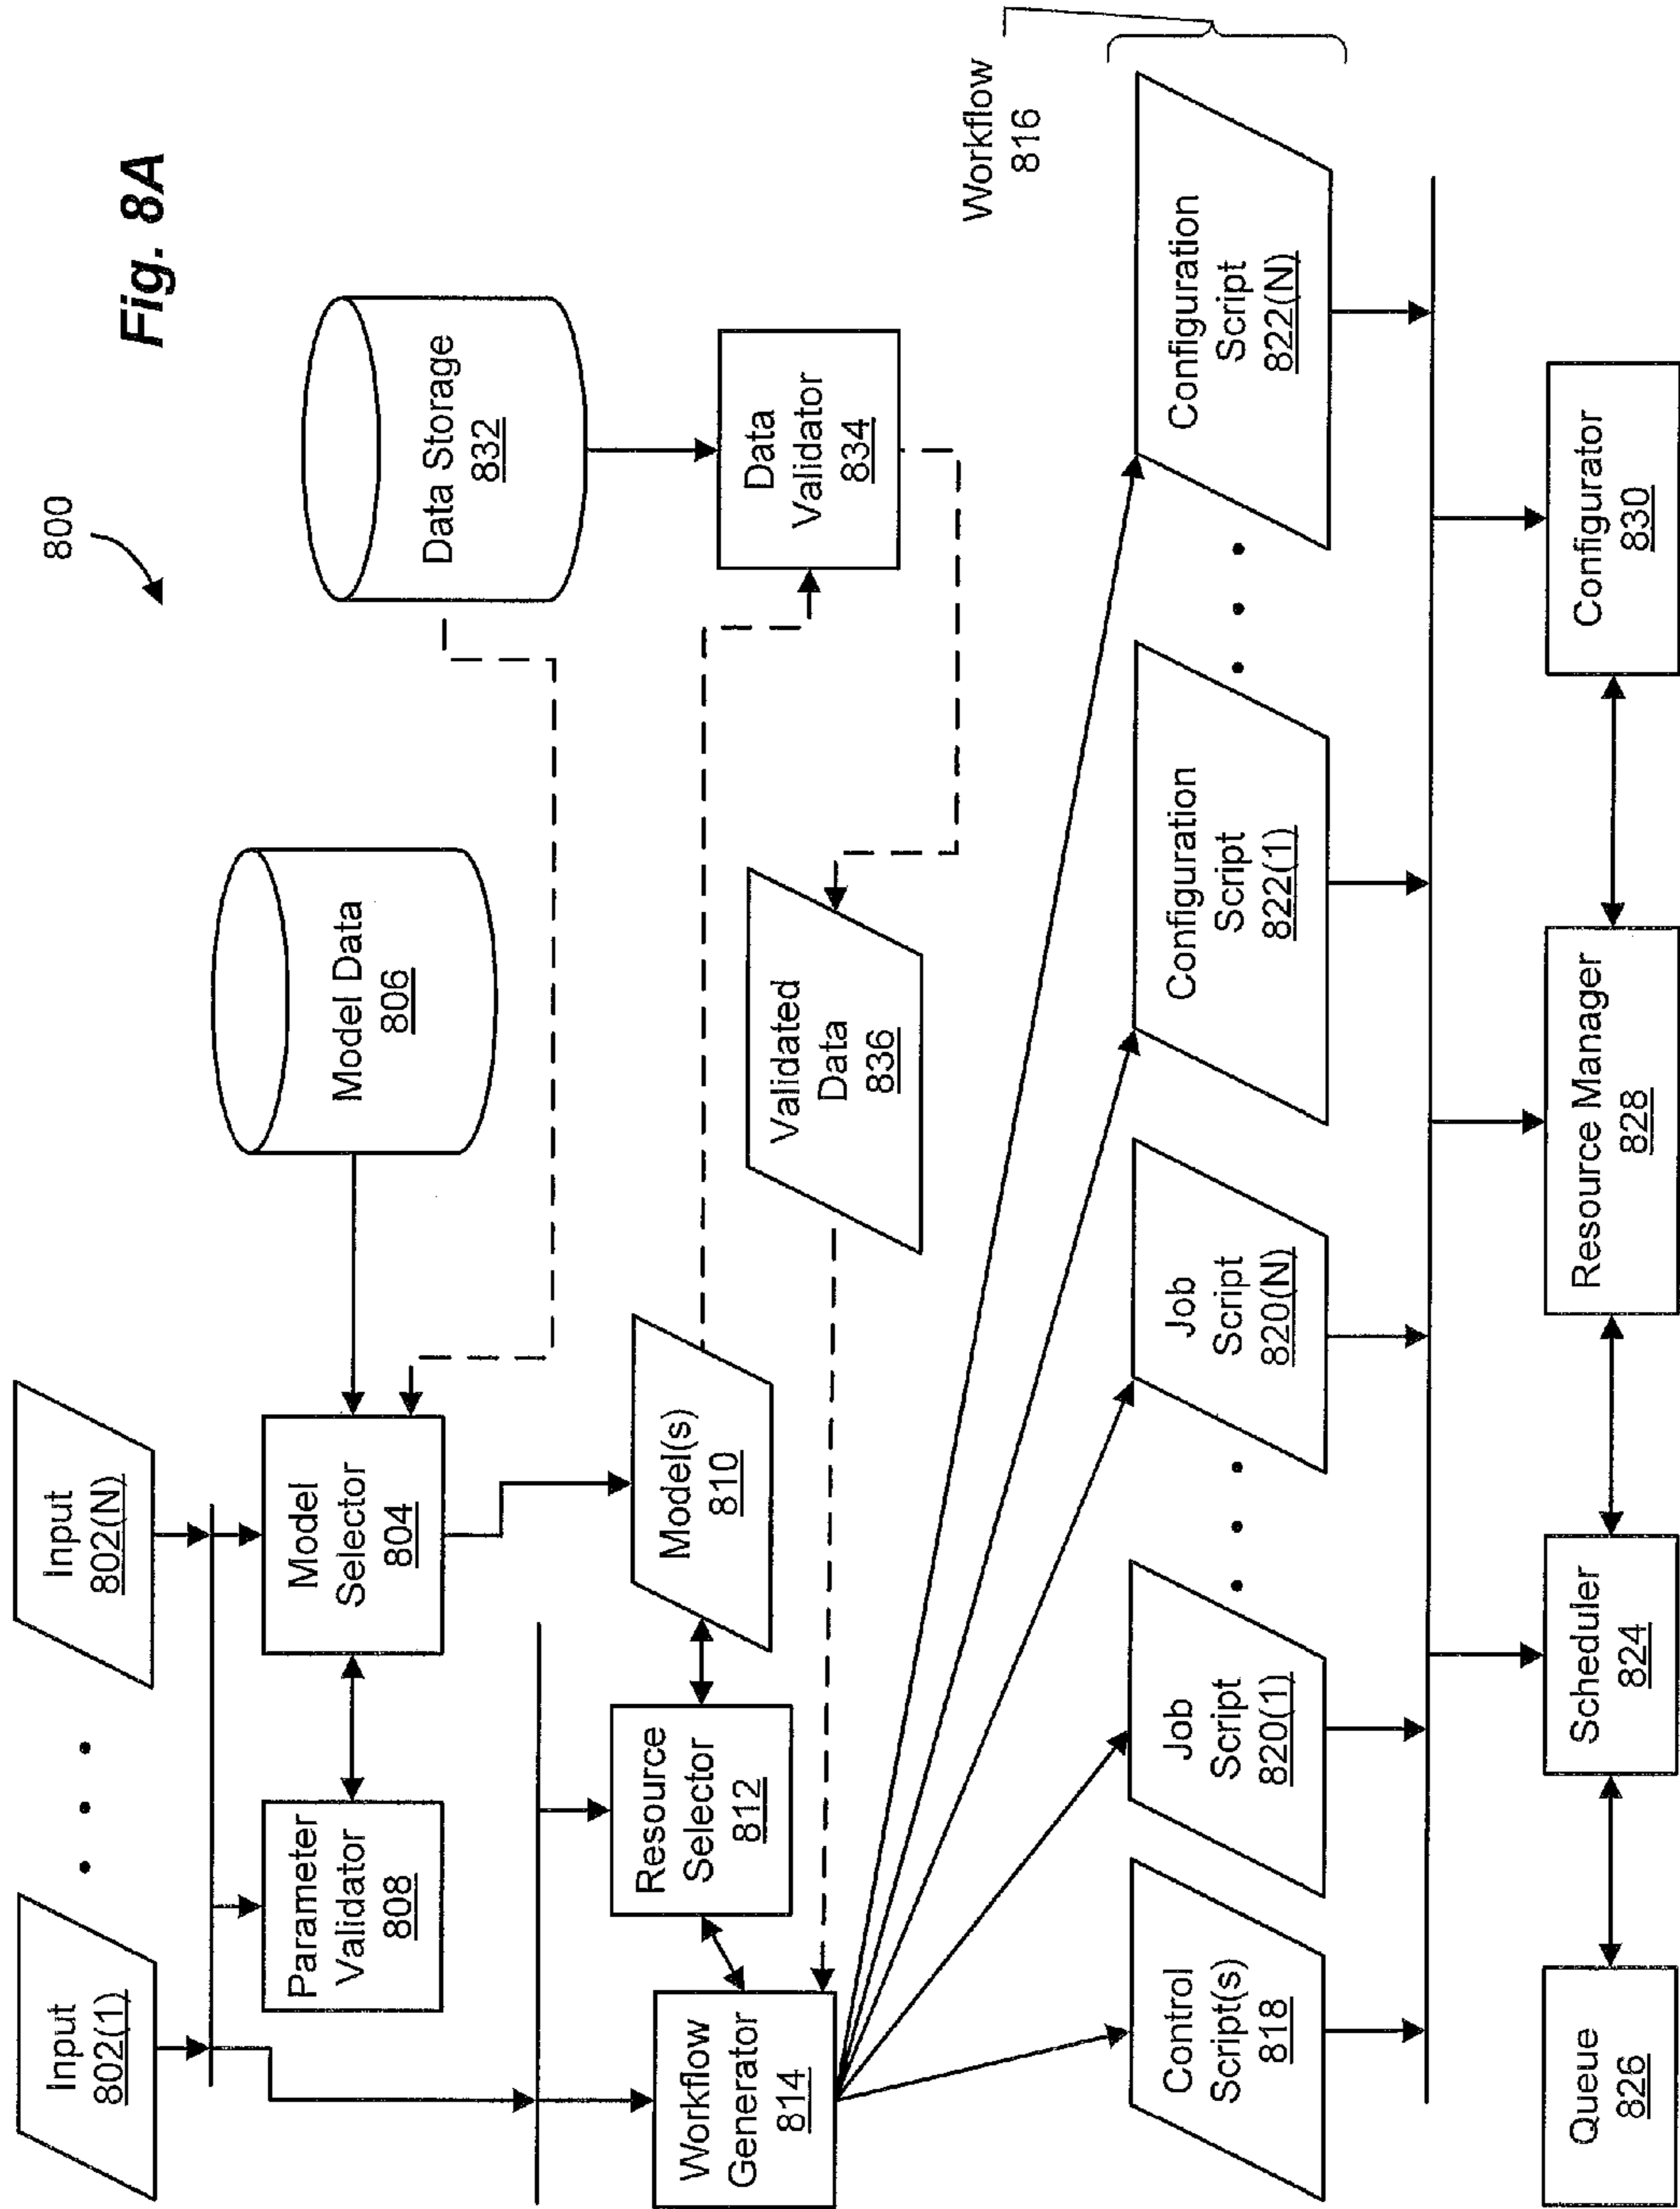 Fig. 8A
800
Input
802(1)
Input
802(N)
Parameter
Validator
808
Model
Selector
804
Model Data
806
Data Storage
832
Workflow
Generator
814
Resource
Selector
812
Model(s)
810
Validated
Data
836
Data
Validator
834
Workflow
816
Control
Script(s)
818
Job
Script
820(1)
Job
Script
820(N)
Configuration
Script
822(1)
Configuration
Script
822(N)
Queue
826
Scheduler
824
Resource Manager
828
Configurator
830